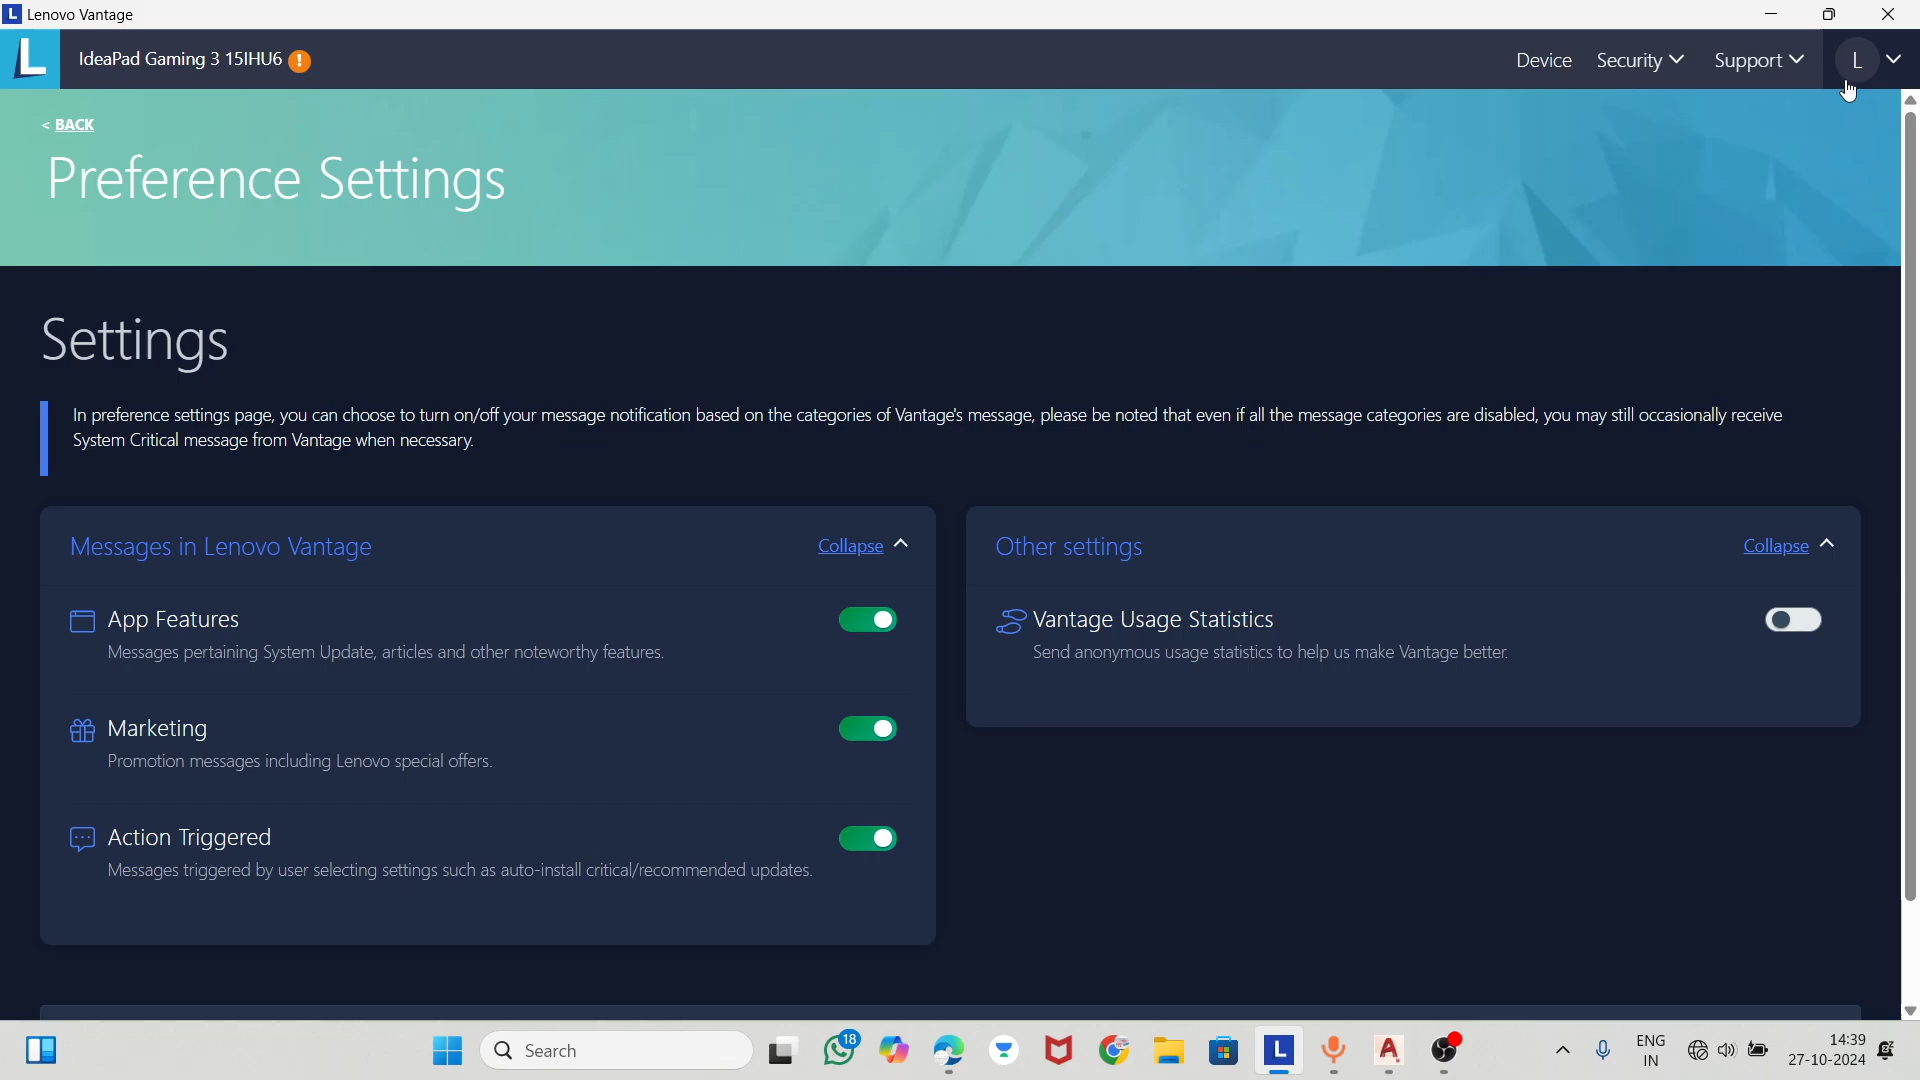 Lenovo Vantage
IdeaPad Gaming 3 15IHU6
Device Security Support L
< BACK
Preference Settings
Settings
In preference settings page, you can choose to turn on/off your message notification based on the categories of Vantage's message, please be noted that even if all the message categories are disabled, you may still occasionally receive
System Critical message from Vantage when necessary.
Messages in Lenovo Vantage Collapse
App Features
Messages pertaining System Update, articles and other noteworthy features.
Marketing
Promotion messages including Lenovo special offers.
Action Triggered
Messages triggered by user selecting settings such as auto-install critical/recommended updates.
Other settings Collapse
Vantage Usage Statistics
Send anonymous usage statistics to help us make Vantage better.
Search
18
ENG
IN
14:39
27-10-2024